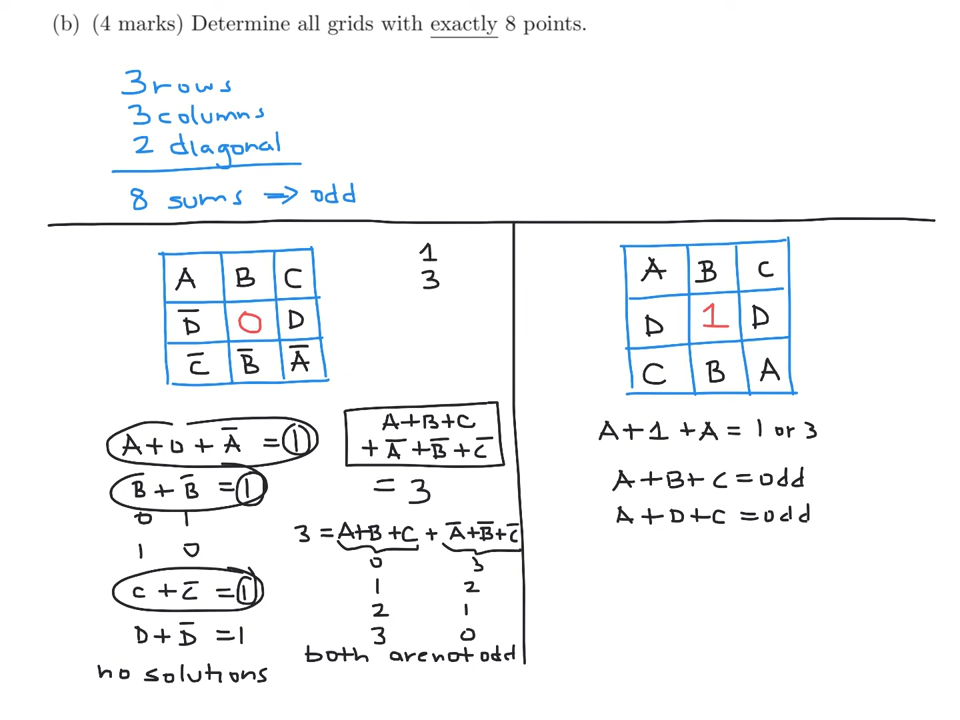 (b) (4 marks) Determine all grids with exactly 8 points.
3 rows
3 columns
2 diagonal
8 sums ⇒ odd
A B C
D̅ 0 D
C̅ B̅ A̅
1
3
A + 0 + A̅ = 1
B + B̅ = 1
0 1
1 0
C + C̅ = 1
D + D̅ = 1
no solutions
A+B+C
+ A̅ + B̅ + C̅
= 3
3 = A+B+C + A̅+B̅+C̅
0 3
1 2
2 1
3 0
both are not odd
A B C
D 1 D
C B A
A + 1 + A = 1 or 3
A + B + C = odd
A + D + C = odd